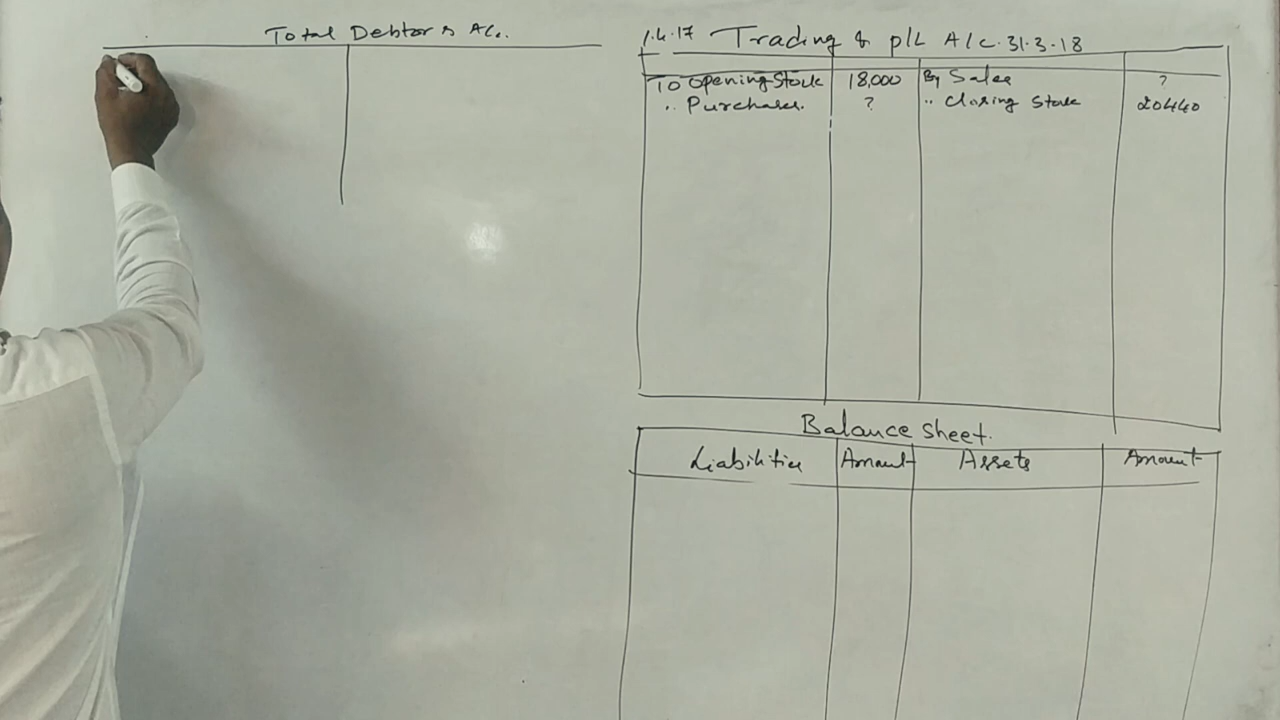 Total Debtors A/c.
1.4.17 Trading & p/L A/c. 31.3.18
To Opening Stock 18,000 By Sales ?
,, Purchases. ? ,, Closing Stock 20440
Balance Sheet.
Liabilities Amount Assets Amount